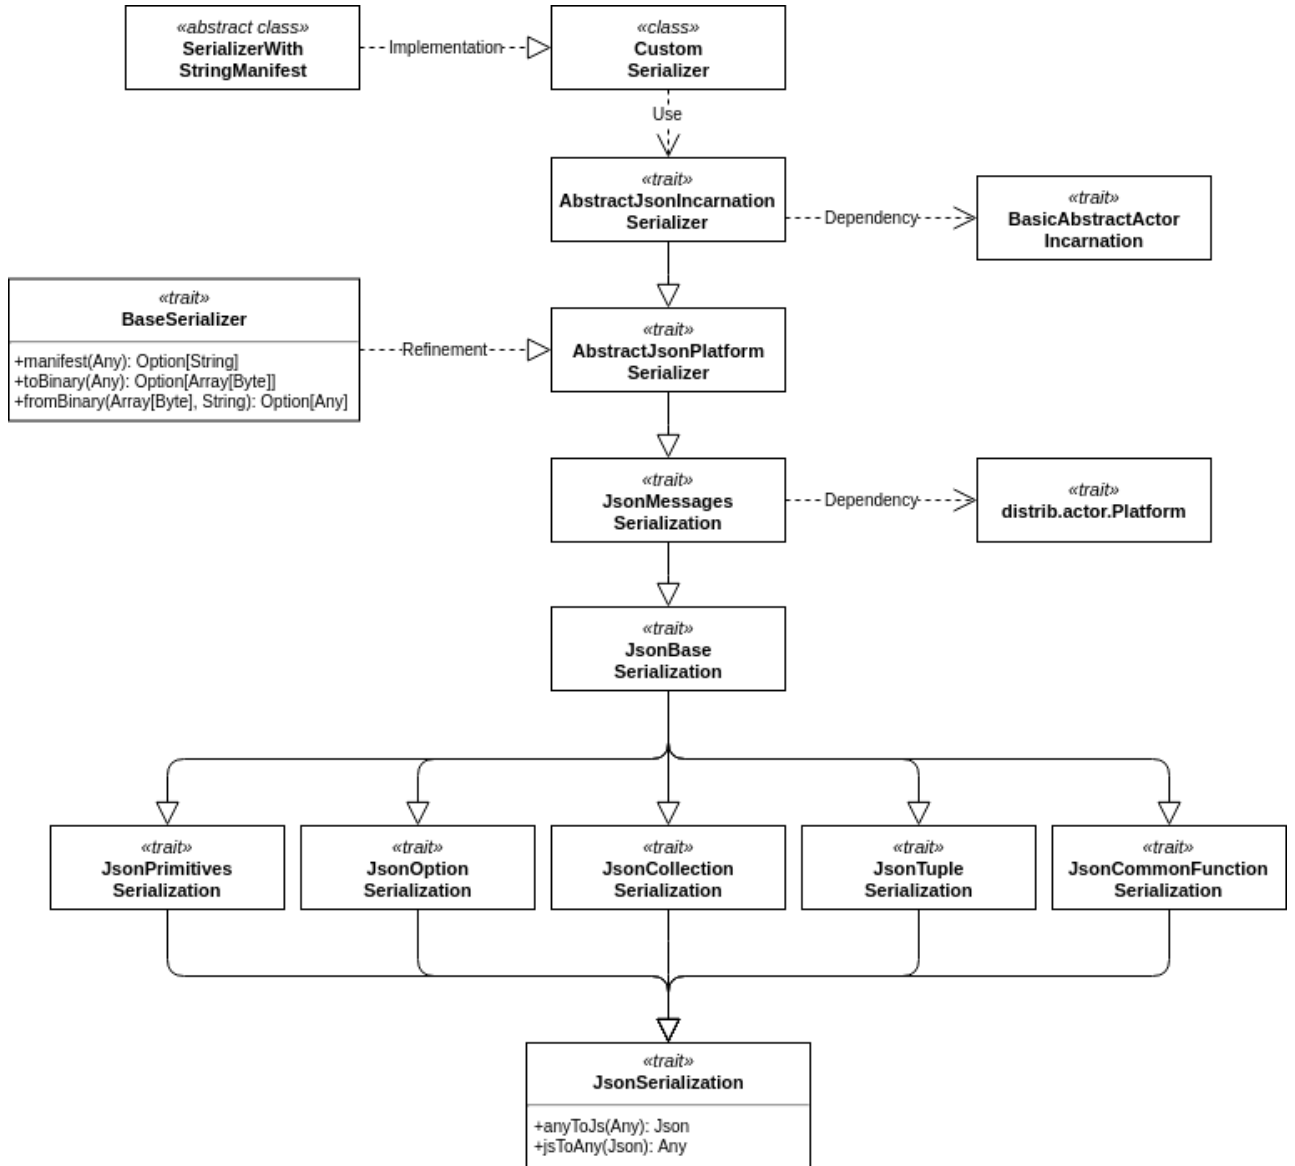 «abstract class»
SerializerWith
StringManifest
Implementation
«class»
Custom
Serializer
Use
«trait»
AbstractJsonIncarnation
Serializer
Dependency
«trait»
BasicAbstractActor
Incarnation
«trait»
BaseSerializer
+manifest(Any): Option[String]
+toBinary(Any): Option[Array[Byte]]
+fromBinary(Array[Byte], String): Option[Any]
Refinement
«trait»
AbstractJsonPlatform
Serializer
«trait»
JsonMessages
Serialization
Dependency
«trait»
distrib.actor.Platform
«trait»
JsonBase
Serialization
«trait»
JsonPrimitives
Serialization
«trait»
JsonOption
Serialization
«trait»
JsonCollection
Serialization
«trait»
JsonTuple
Serialization
«trait»
JsonCommonFunction
Serialization
«trait»
JsonSerialization
+anyToJs(Any): Json
+jsToAny(Json): Any